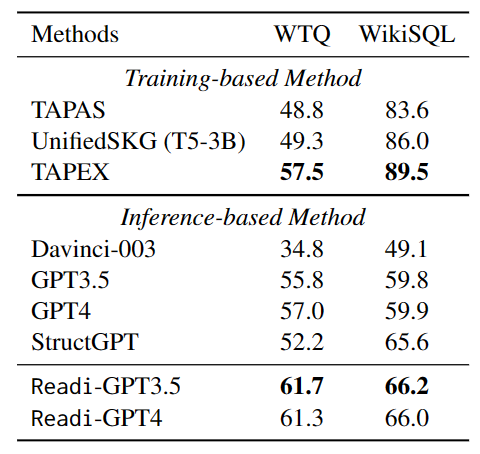 Methods WTQ WikiSQL
Training-based Method
TAPAS 48.8 83.6
UnifiedSKG (T5-3B) 49.3 86.0
TAPEX 57.5 89.5
Inference-based Method
Davinci-003 34.8 49.1
GPT3.5 55.8 59.8
GPT4 57.0 59.9
StructGPT 52.2 65.6
Readi-GPT3.5 61.7 66.2
Readi-GPT4 61.3 66.0